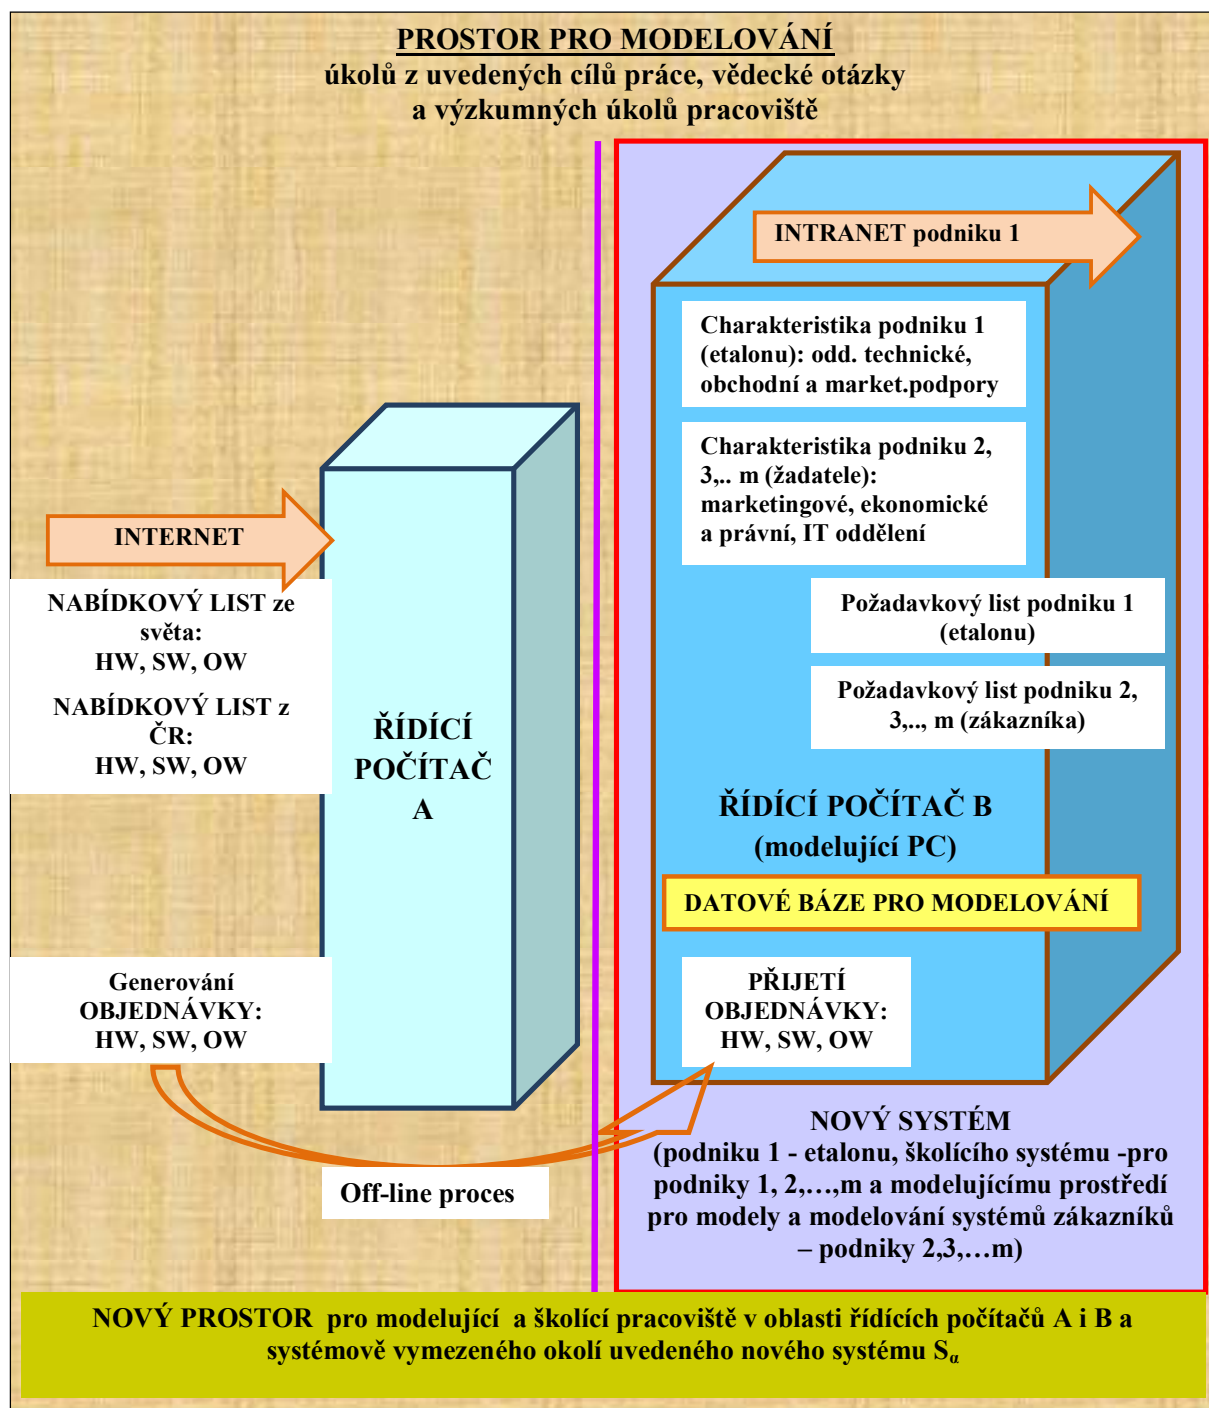 PROSTOR PRO MODELOVÁNÍ
úkolů z uvedených cílů práce, vědecké otázky
a výzkumných úkolů pracoviště
INTRANET podniku 1
Charakteristika podniku 1
(etalonu): odd. technické,
obchodní a market.podpory
Charakteristika podniku 2,
3,.. m (žadatele):
marketingové, ekonomické
a právní, IT oddělení
INTERNET
NABÍDKOVÝ LIST ze
světa:
HW, SW, OW
NABÍDKOVÝ LIST z
ČR:
HW, SW, OW
ŘÍDÍCÍ
POČÍTAČ
A
Požadavkový list podniku 1
(etalonu)
Požadavkový list podniku 2,
3,.., m (zákazníka)
ŘÍDÍCÍ POČÍTAČ B
(modelující PC)
DATOVÉ BÁZE PRO MODELOVÁNÍ
Generování
OBJEDNÁVKY:
HW, SW, OW
PŘIJETÍ
OBJEDNÁVKY:
HW, SW, OW
Off-line proces
NOVÝ SYSTÉM
(podniku 1 - etalonu, školícího systému -pro
podniky 1, 2,…,m a modelujícímu prostředí
pro modely a modelování systémů zákazníků
– podniky 2,3,…m)
NOVÝ PROSTOR pro modelující a školící pracoviště v oblasti řídících počítačů A i B a
systémově vymezeného okolí uvedeného nového systému Sα